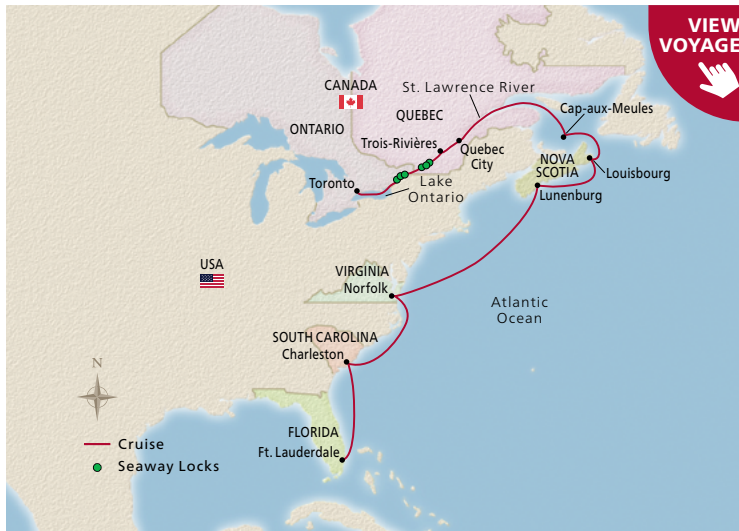 VIEW
VOYAGE
CANADA
St. Lawrence River
Cap-aux-Meules
QUEBEC
ONTARIO
Trois-Rivières
Quebec
City
NOVA
SCOTIA
Louisbourg
Toronto
Lake
Ontario
Lunenburg
USA
VIRGINIA
Norfolk
Atlantic
Ocean
SOUTH CAROLINA
Charleston
N
FLORIDA
Ft. Lauderdale
Cruise
Seaway Locks